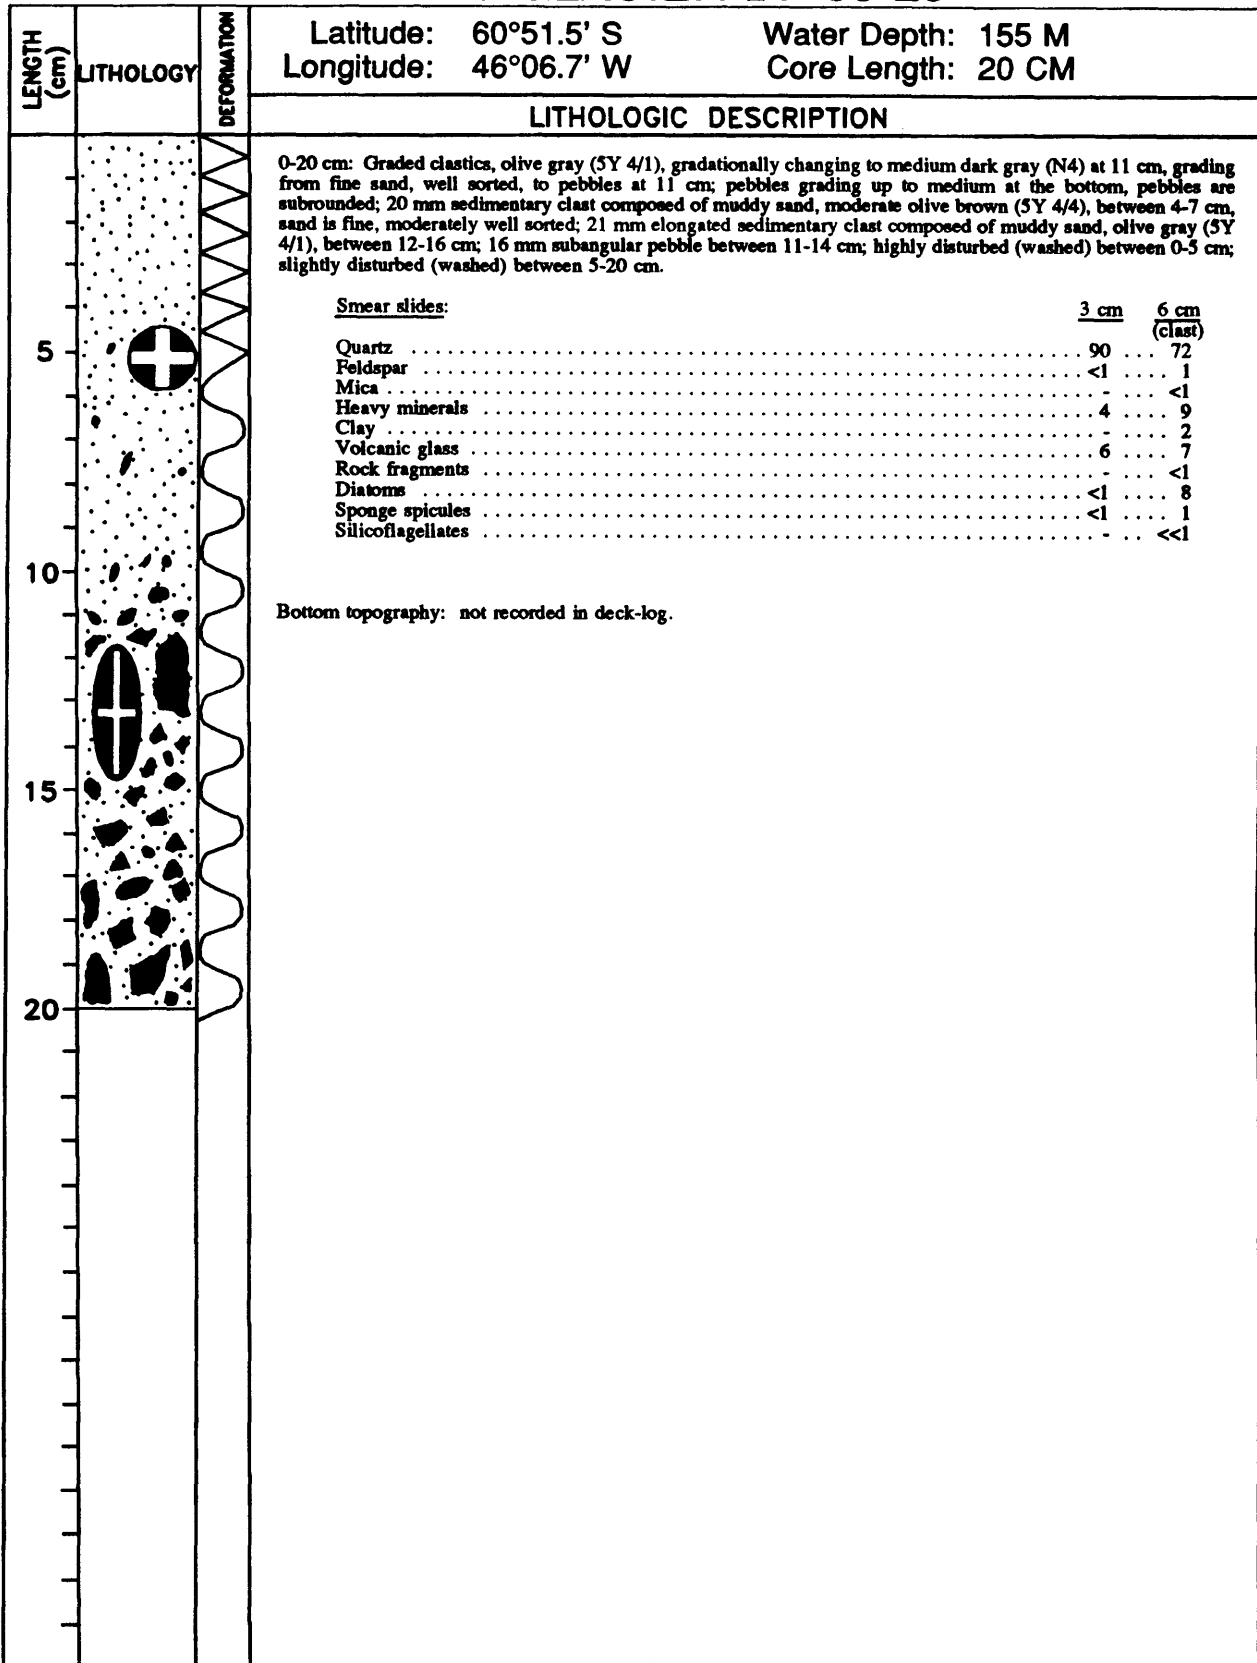 LENGTH (cm)
LITHOLOGY
DEFORMATION
Latitude: 60°51.5' S Water Depth: 155 M
Longitude: 46°06.7' W Core Length: 20 CM
LITHOLOGIC DESCRIPTION
0-20 cm: Graded clastics, olive gray (5Y 4/1), gradationally changing to medium dark gray (N4) at 11 cm, grading
from fine sand, well sorted, to pebbles at 11 cm; pebbles grading up to medium at the bottom, pebbles are
subrounded; 20 mm sedimentary clast composed of muddy sand, moderate olive brown (5Y 4/4), between 4-7 cm,
sand is fine, moderately well sorted; 21 mm elongated sedimentary clast composed of muddy sand, olive gray (5Y
4/1), between 12-16 cm; 16 mm subangular pebble between 11-14 cm; highly disturbed (washed) between 0-5 cm;
slightly disturbed (washed) between 5-20 cm.
Smear slides: 3 cm 6 cm
(clast)
Quartz 90 72
Feldspar <1 1
Mica - <1
Heavy minerals 4 9
Clay - 2
Volcanic glass 6 7
Rock fragments - <1
Diatoms <1 8
Sponge spicules <1 1
Silicoflagellates - <<1
Bottom topography: not recorded in deck-log.
5
10
15
20